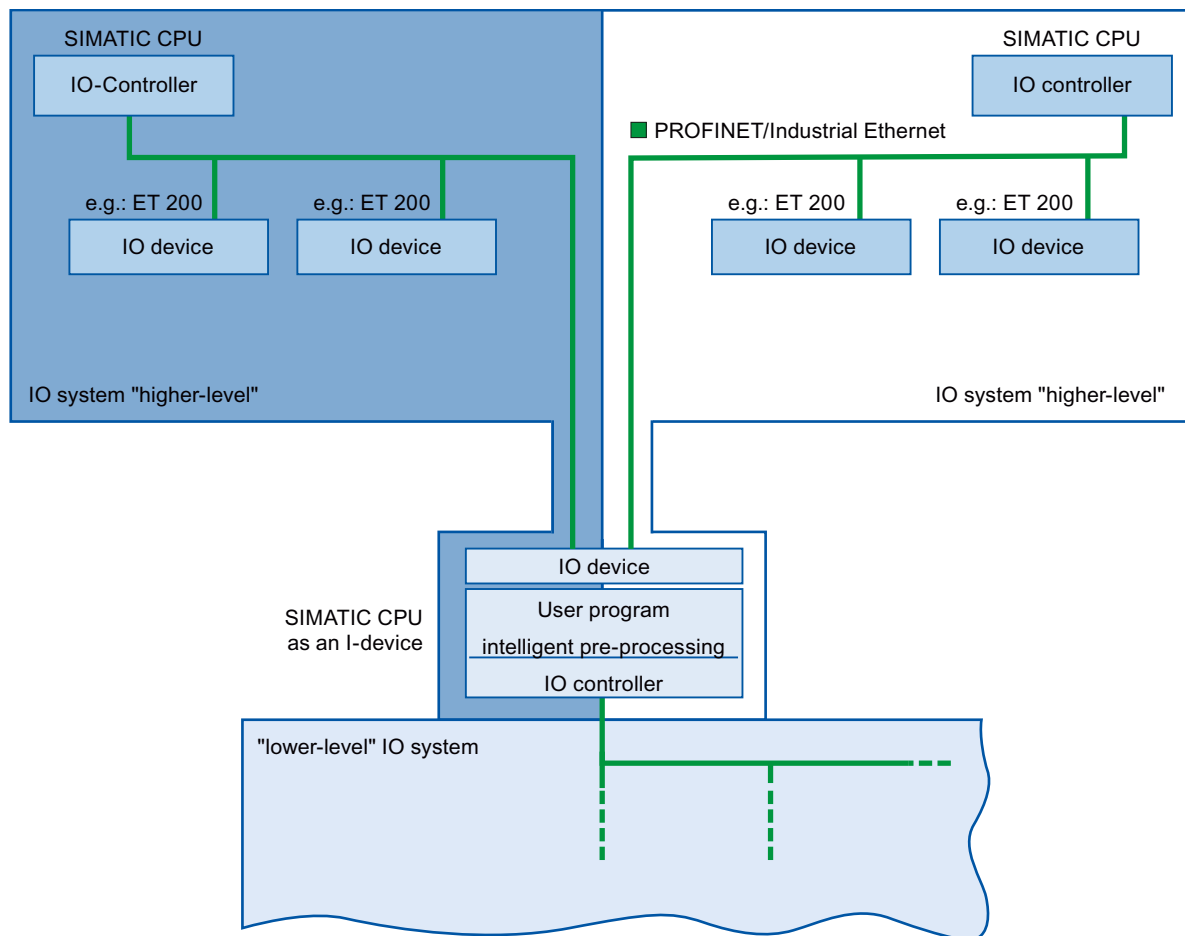 SIMATIC CPU
IO-Controller
e.g.: ET 200
e.g.: ET 200
IO device
IO device
IO system "higher-level"
SIMATIC CPU
IO controller
PROFINET/Industrial Ethernet
e.g.: ET 200
e.g.: ET 200
IO device
IO device
IO system "higher-level"
SIMATIC CPU
as an I-device
IO device
User program
intelligent pre-processing
IO controller
"lower-level" IO system